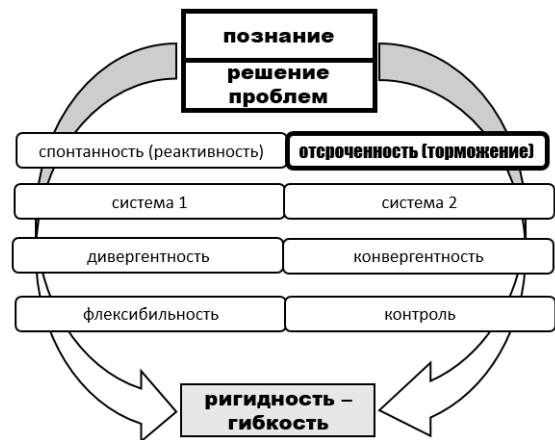 познание
решение
проблем
спонтанность (реактивность)
отсроченность (торможение)
система 1
система 2
дивергентность
конвергентность
флексибильность
контроль
ригидность –
гибкость